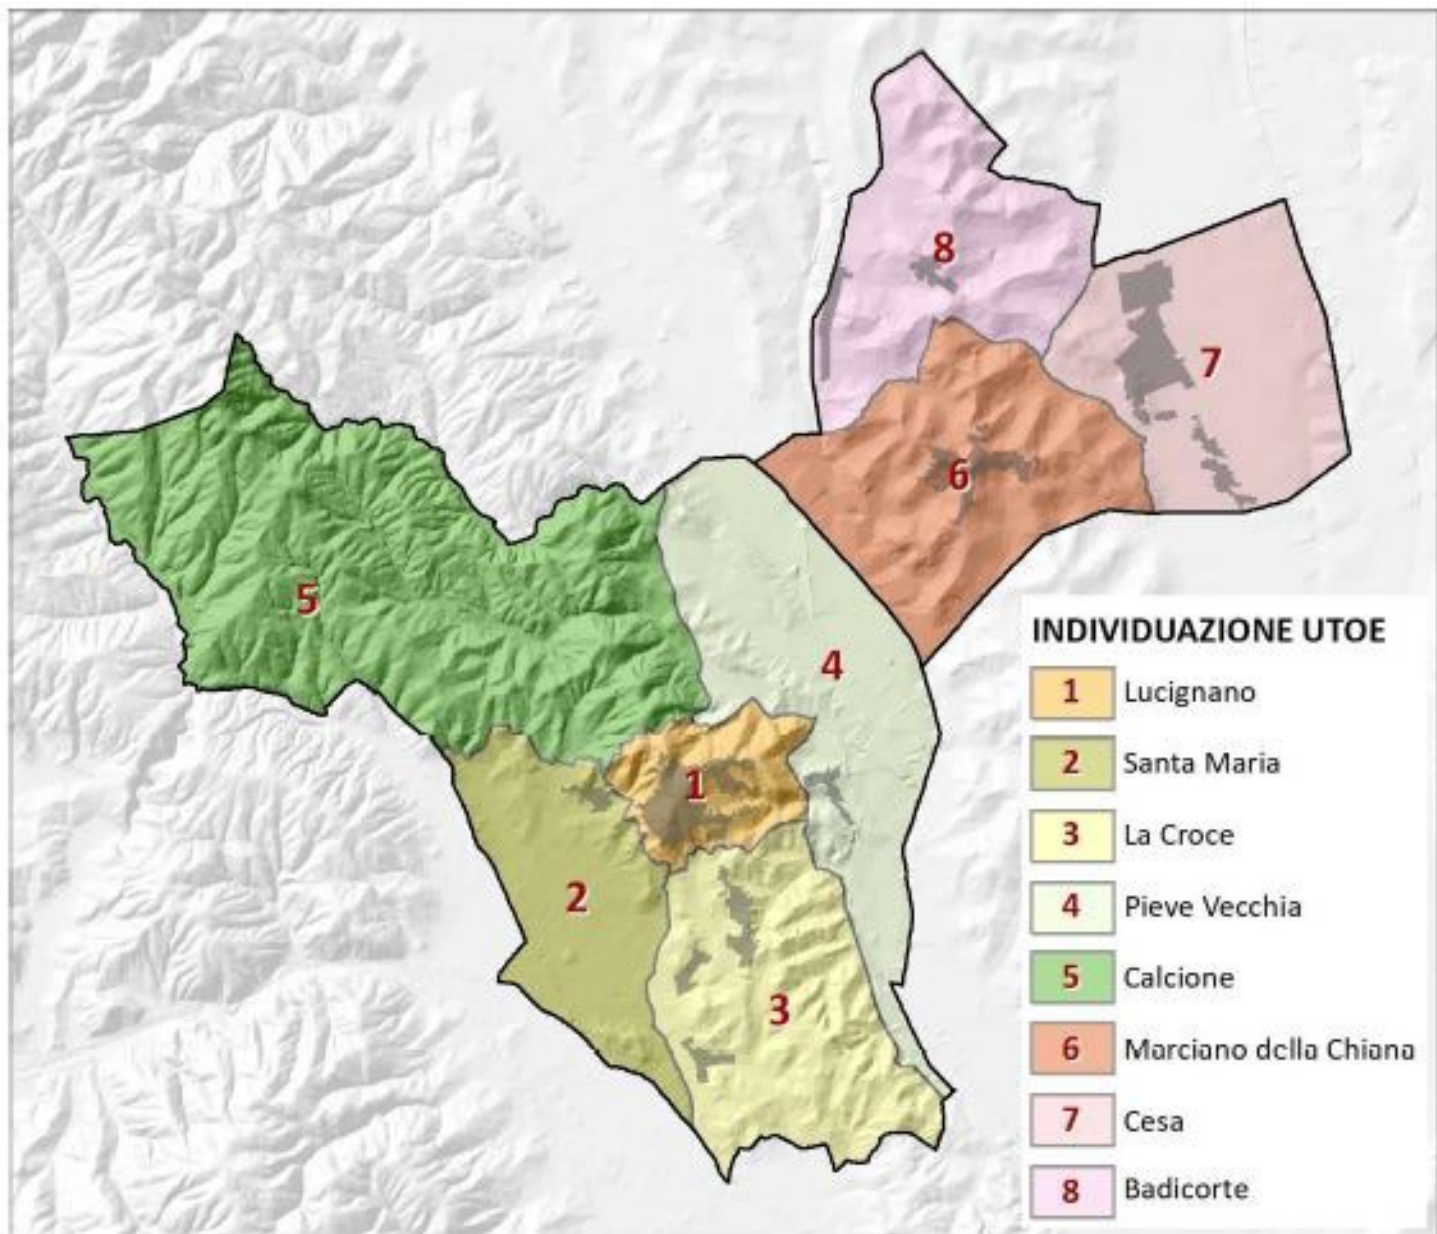 8
7
6
5
4
1
2
3
INDIVIDUAZIONE UTOE
1 Lucignano
2 Santa Maria
3 La Croce
4 Pieve Vecchia
5 Calcione
6 Marciano della Chiana
7 Cesa
8 Badicorte